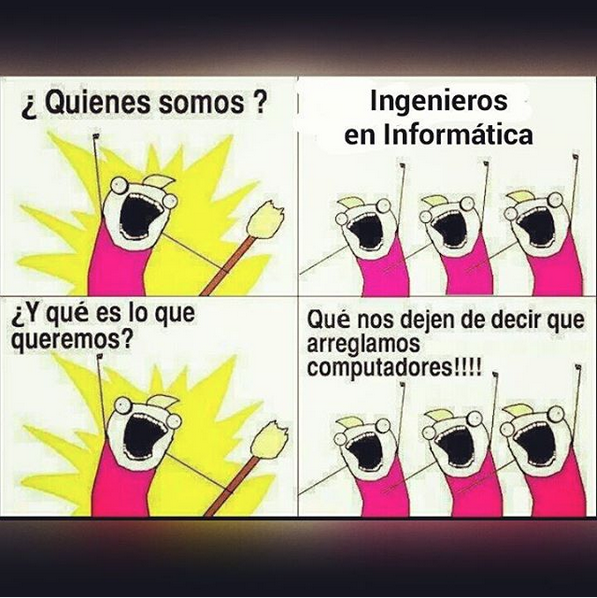 ¿ Quienes somos ?
Ingenieros
en Informática
¿Y qué es lo que
queremos?
Qué nos dejen de decir que
arreglamos
computadores!!!!